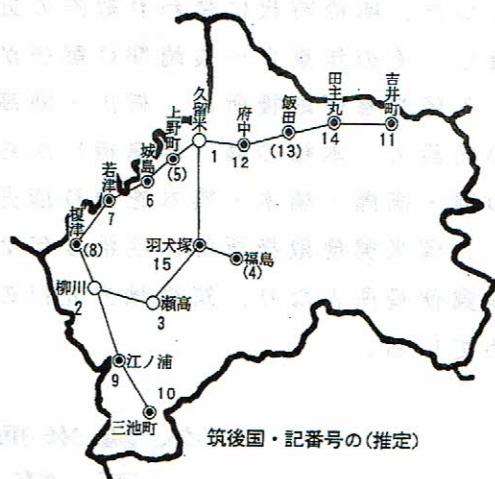 久留米
1
府中
12
飯田
(13)
田主丸
14
吉井町
11
上野町
(5)
城島
6
若津
7
榎津
(8)
羽犬塚
15
福島
(4)
柳川
2
瀬高
3
江ノ浦
9
10
三池町
筑後国・記番号の(推定)